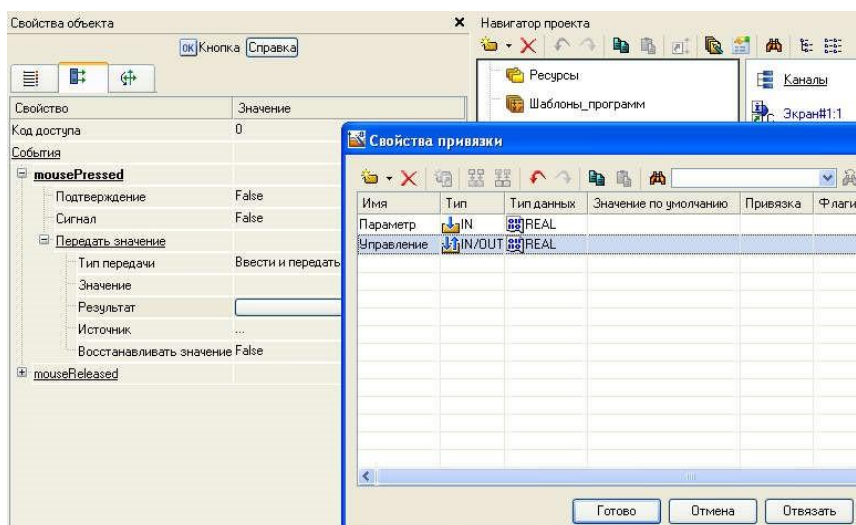 Свойства объекта
Навигатор проекта
OK Кнопка Справка
Ресурсы
Каналы
Свойство Значение
Шаблоны_программ
Экран#1:1
Код доступа 0
События
Свойства привязки
mousePressed
Подтверждение False
Сигнал False
Имя Тип Тип данных Значение по умолчанию Привязка Флаги
Передать значение
Параметр IN REAL
Тип передачи Ввести и передать
Управление IN/OUT REAL
Значение
Результат
Источник ...
Восстанавливать значение False
mouseReleased
Готово Отмена Отвязать